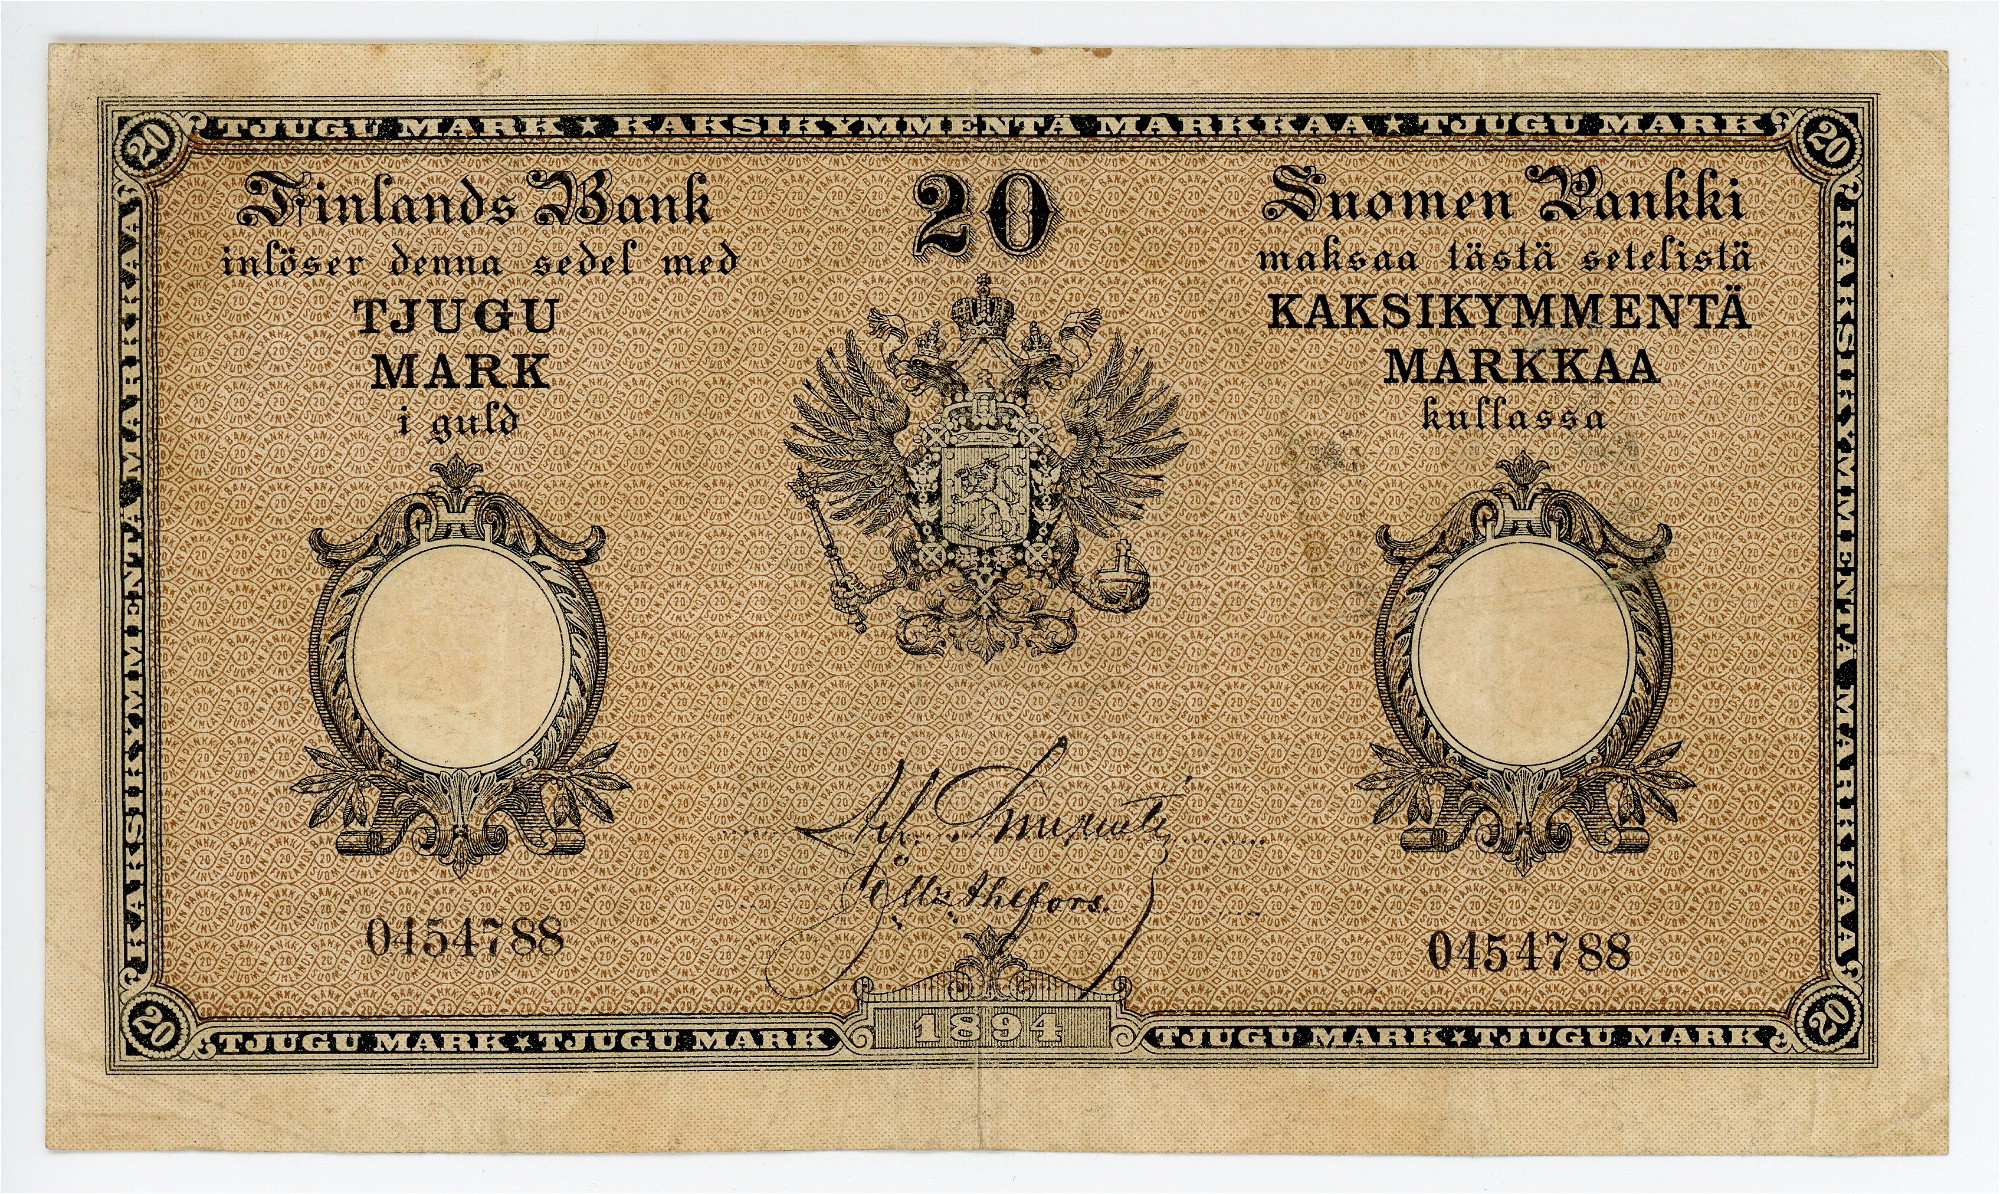 TJUGU MARK ★ KAKSIKYMMENTÄ MARKKAA ★ TJUGU MARK
20
20
Finlands Bank
inlöser denna sedel med
TJUGU
MARK
i guld
20
Suomen Pankki
maksaa tästä setelistä
KAKSIKYMMENTÄ
MARKKAA
kullassa
KAKSIKYMMENTÄ MARKKAA
KAKSIKYMMENTÄ MARKKAA
Ahlfors.
0454788
0454788
20
TJUGU MARK ★ TJUGU MARK
1894
TJUGU MARK ★ TJUGU MARK
20